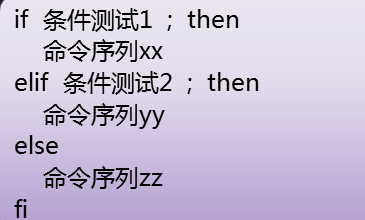 if 条件测试1 ; then
    命令序列xx
elif 条件测试2 ; then
    命令序列yy
else
    命令序列zz
fi